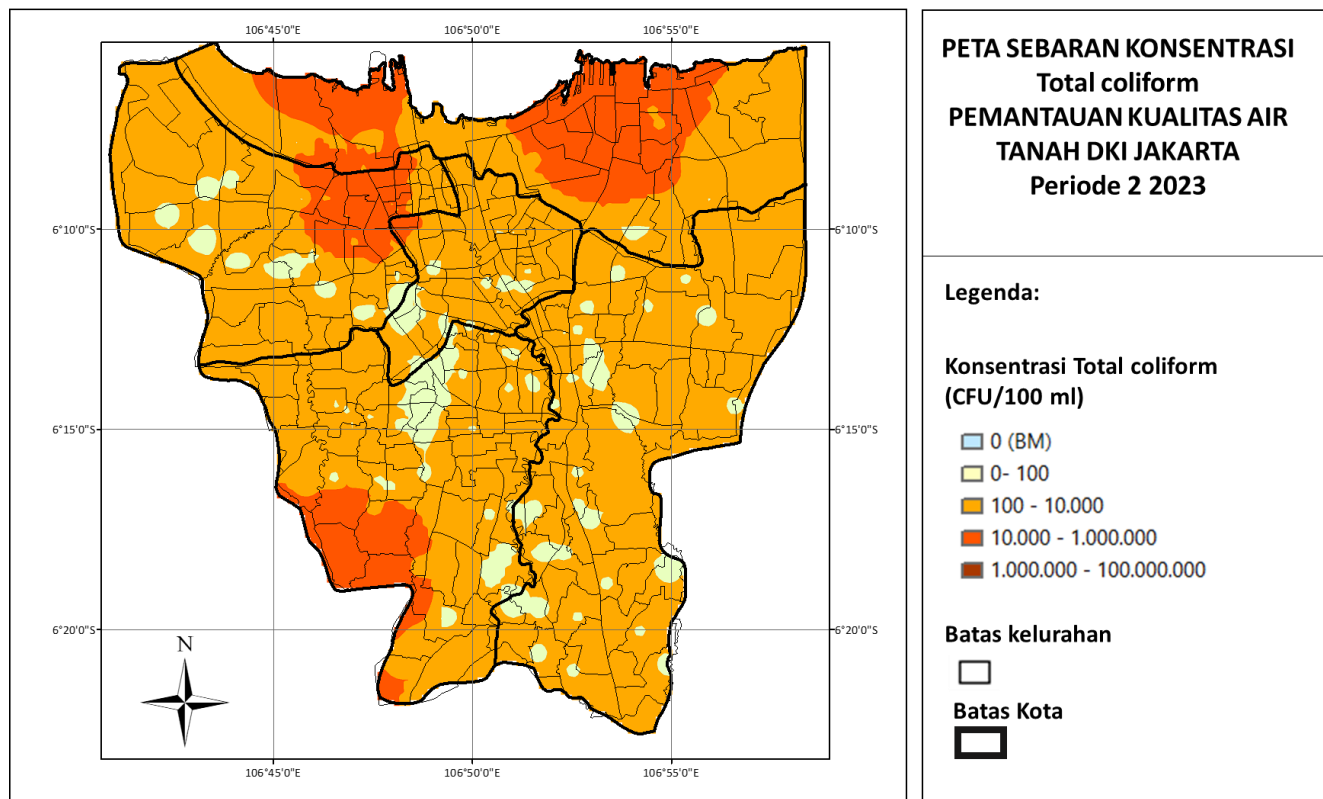 106°45'0"E
106°50'0"E
106°55'0"E
6°10'0"S
6°10'0"S
6°15'0"S
6°15'0"S
6°20'0"S
6°20'0"S
N
106°45'0"E
106°50'0"E
106°55'0"E
PETA SEBARAN KONSENTRASI
Total coliform
PEMANTAUAN KUALITAS AIR
TANAH DKI JAKARTA
Periode 2 2023
Legenda:
Konsentrasi Total coliform
(CFU/100 ml)
0 (BM)
0- 100
100 - 10.000
10.000 - 1.000.000
1.000.000 - 100.000.000
Batas kelurahan
Batas Kota